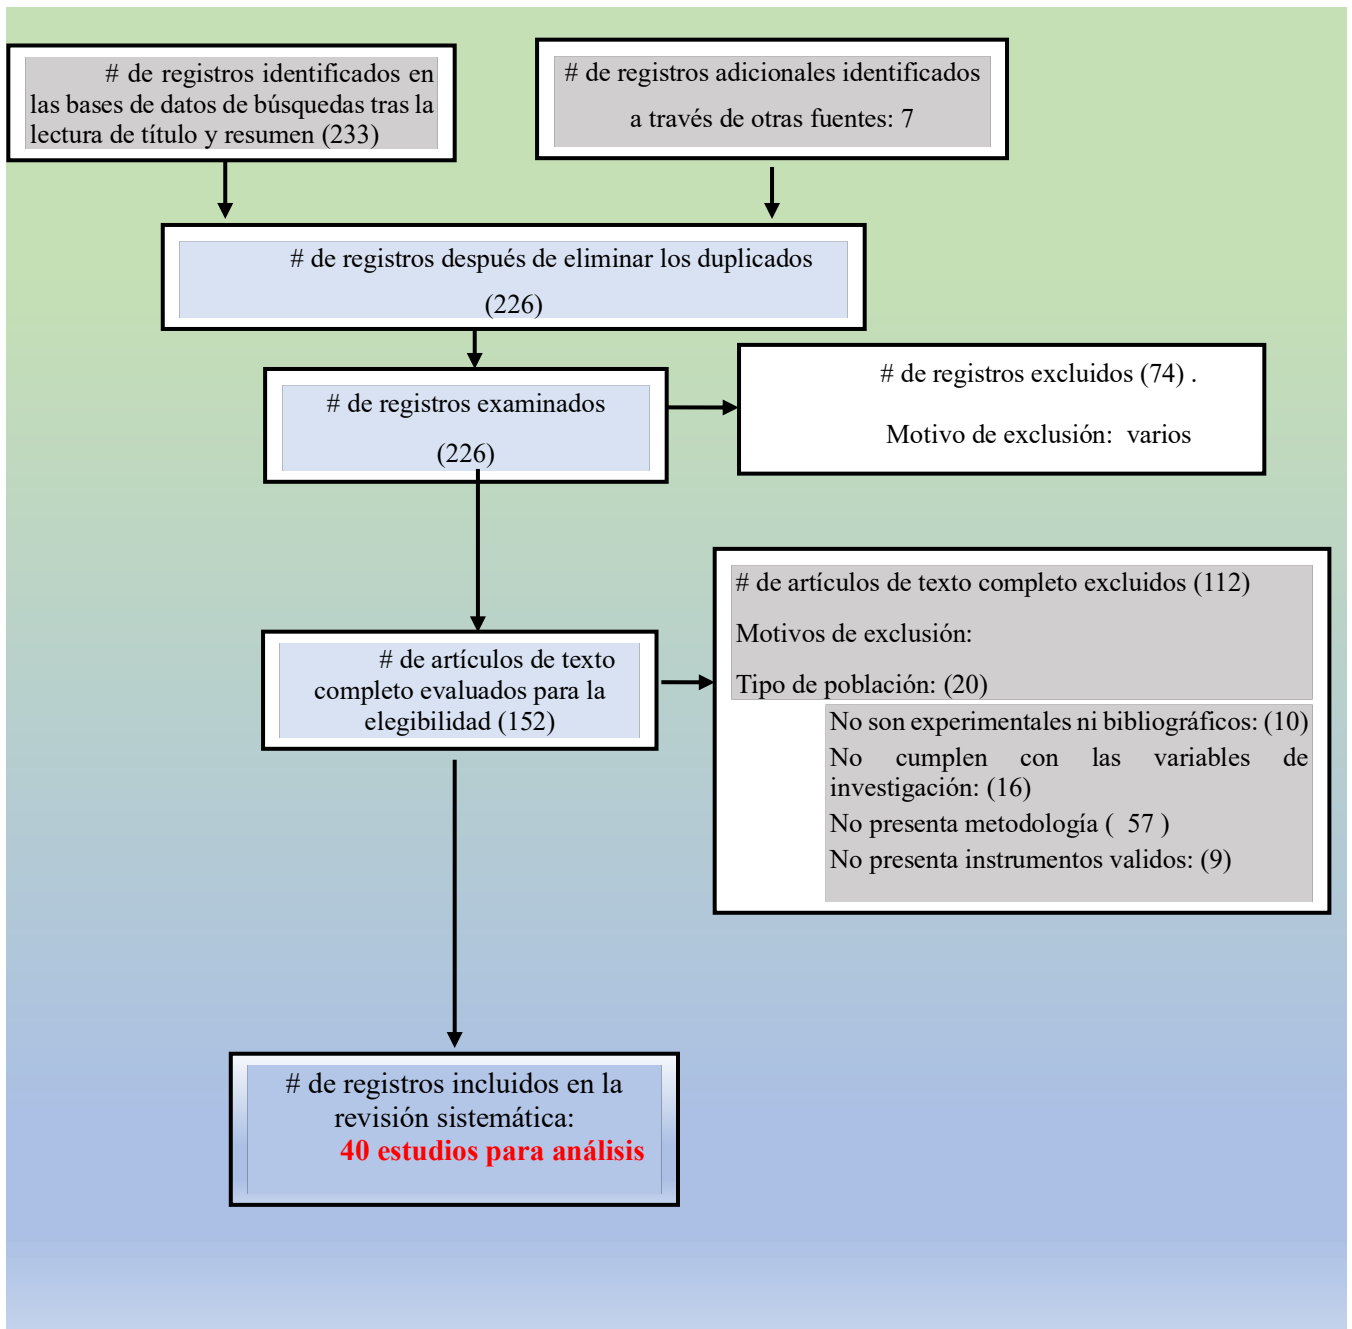 # de registros identificados en
las bases de datos de búsquedas tras la
lectura de título y resumen (233)
# de registros adicionales identificados
a través de otras fuentes: 7
# de registros después de eliminar los duplicados
(226)
# de registros examinados
(226)
# de registros excluidos (74) .
Motivo de exclusión: varios
# de artículos de texto
completo evaluados para la
elegibilidad (152)
# de artículos de texto completo excluidos (112)
Motivos de exclusión:
Tipo de población: (20)
No son experimentales ni bibliográficos: (10)
No cumplen con las variables de
investigación: (16)
No presenta metodología ( 57 )
No presenta instrumentos validos: (9)
# de registros incluidos en la
revisión sistemática:
40 estudios para análisis